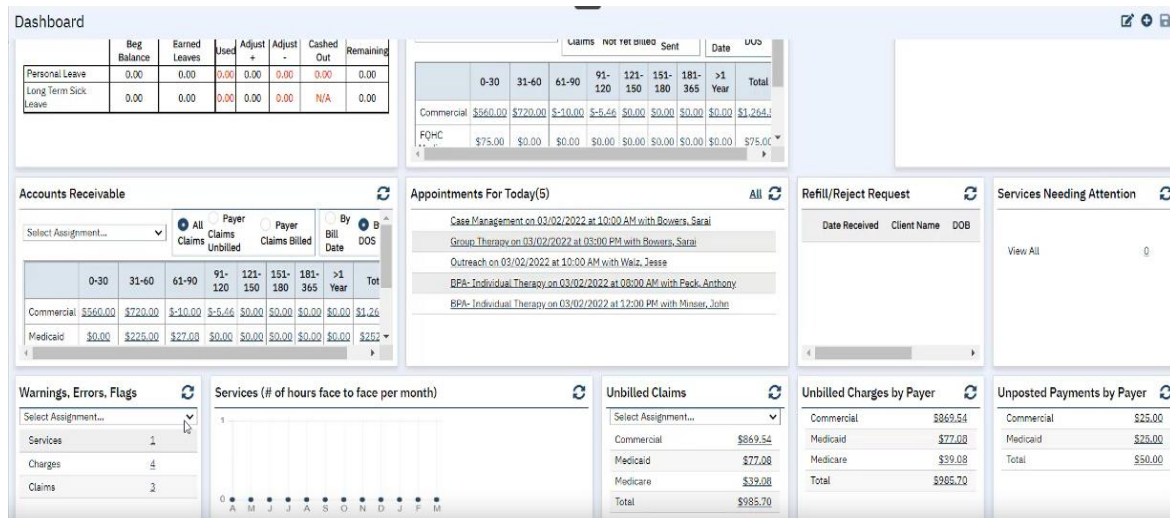 Dashboard
Beg Balance Earned Leaves Used Adjust + Adjust - Cashed Out Remaining
Personal Leave 0.00 0.00 0.00 0.00 0.00 0.00 0.00
Long Term Sick Leave 0.00 0.00 0.00 0.00 0.00 N/A 0.00
Claims Not Yet Billed Sent Date DOS
0-30 31-60 61-90 91-120 121-150 151-180 181-365 >1 Year Total
Commercial $560.00 $720.00 $-10.00 $-5.46 $0.00 $0.00 $0.00 $0.00 $1,264.
FQHC $75.00 $0.00 $0.00 $0.00 $0.00 $0.00 $0.00 $0.00 $75.00
Accounts Receivable
Select Assignment...
All Claims Payer Claims Unbilled Payer Claims Billed By Bill Date B DOS
0-30 31-60 61-90 91-120 121-150 151-180 181-365 >1 Year Tot
Commercial $560.00 $720.00 $-10.00 $-5.46 $0.00 $0.00 $0.00 $0.00 $1,26
Medicaid $0.00 $225.00 $27.08 $0.00 $0.00 $0.00 $0.00 $0.00 $252
Appointments For Today(5) All
Case Management on 03/02/2022 at 10:00 AM with Bowers, Sarai
Group Therapy on 03/02/2022 at 03:00 PM with Bowers, Sarai
Outreach on 03/02/2022 at 10:00 AM with Walz, Jesse
BPA- Individual Therapy on 03/02/2022 at 08:00 AM with Peck, Anthony
BPA- Individual Therapy on 03/02/2022 at 12:00 PM with Minser, John
Refill/Reject Request
Date Received Client Name DOB
Services Needing Attention
View All 0
Warnings, Errors, Flags
Select Assignment...
Services 1
Charges 4
Claims 3
Services (# of hours face to face per month)
1
0
A M J J A S O N D J F M
Unbilled Claims
Select Assignment...
Commercial $869.54
Medicaid $77.08
Medicare $39.08
Total $985.70
Unbilled Charges by Payer
Commercial $869.54
Medicaid $77.08
Medicare $39.08
Total $985.70
Unposted Payments by Payer
Commercial $25.00
Medicaid $25.00
Total $50.00